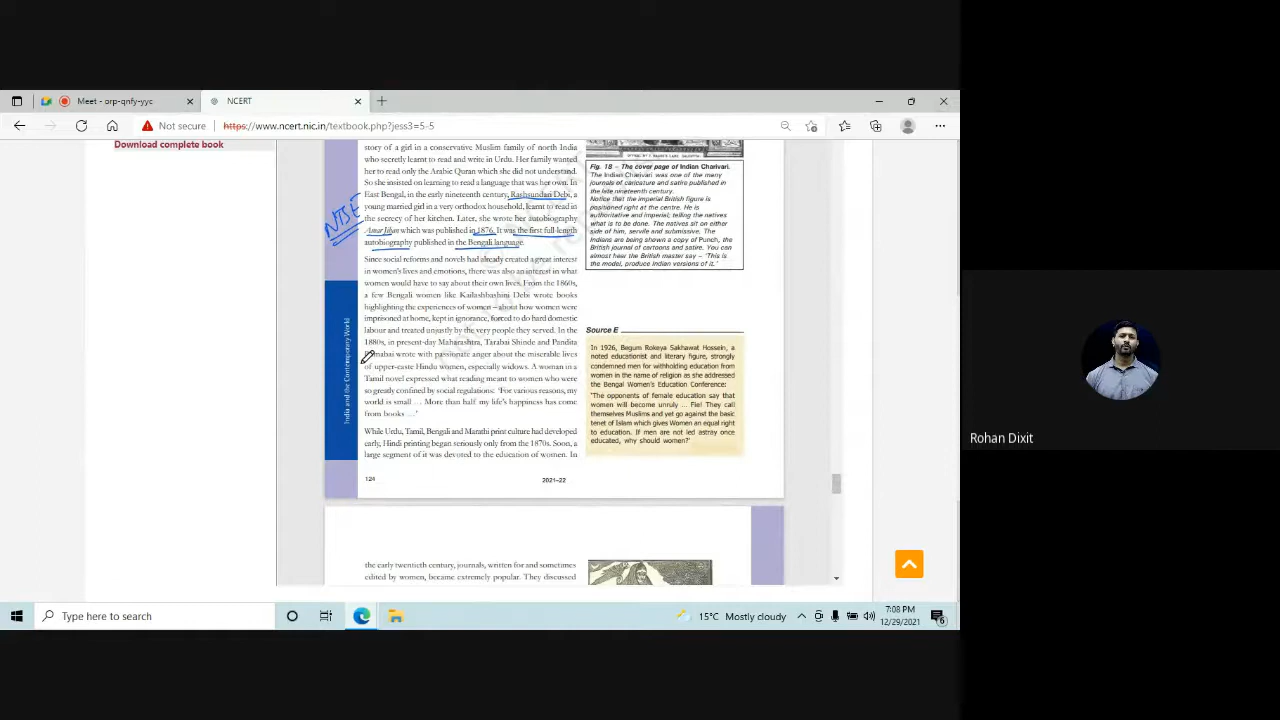 Meet - orp-qnfy-yyc
NCERT
Not secure
https://www.ncert.nic.in/textbook.php?jess3=5-5
Download complete book
story of a girl in a conservative Muslim family of north India
who secretly learnt to read and write in Urdu. Her family wanted
her to read only the Arabic Quran which she did not understand.
So she insisted on learning to read a language that was her own. In
East Bengal, in the early nineteenth century, Rashsundari Debi, a
young married girl in a very orthodox household, learnt to read in
the secrecy of her kitchen. Later, she wrote her autobiography
Amar Jiban which was published in 1876. It was the first full-length
autobiography published in the Bengali language.
NTSE
Since social reforms and novels had already created a great interest
in women's lives and emotions, there was also an interest in what
women would have to say about their own lives. From the 1860s,
a few Bengali women like Kailashbashini Debi wrote books
highlighting the experiences of women – about how women were
imprisoned at home, kept in ignorance, forced to do hard domestic
labour and treated unjustly by the very people they served. In the
1880s, in present-day Maharashtra, Tarabai Shinde and Pandita
Ramabai wrote with passionate anger about the miserable lives
of upper-caste Hindu women, especially widows. A woman in a
Tamil novel expressed what reading meant to women who were
so greatly confined by social regulations: 'For various reasons, my
world is small … More than half my life's happiness has come
from books …'
While Urdu, Tamil, Bengali and Marathi print culture had developed
early, Hindi printing began seriously only from the 1870s. Soon, a
large segment of it was devoted to the education of women. In
India and the Contemporary World
124
2021–22
Fig. 18 – The cover page of Indian Charivari.
The Indian Charivari was one of the many
journals of caricature and satire published in
the late nineteenth century.
Notice that the imperial British figure is
positioned right at the centre. He is
authoritative and imperial; telling the natives
what is to be done. The natives sit on either
side of him, servile and submissive. The
Indians are being shown a copy of Punch, the
British journal of cartoons and satire. You can
almost hear the British master say – 'This is
the model, produce Indian versions of it.'
Source E
In 1926, Begum Rokeya Sakhawat Hossein, a
noted educationist and literary figure, strongly
condemned men for withholding education from
women in the name of religion as she addressed
the Bengal Women's Education Conference:
'The opponents of female education say that
women will become unruly … Fie! They call
themselves Muslims and yet go against the basic
tenet of Islam which gives Women an equal right
to education. If men are not led astray once
educated, why should women?'
the early twentieth century, journals, written for and sometimes
edited by women, became extremely popular. They discussed
Rohan Dixit
Type here to search
15°C Mostly cloudy
7:08 PM
12/29/2021
6